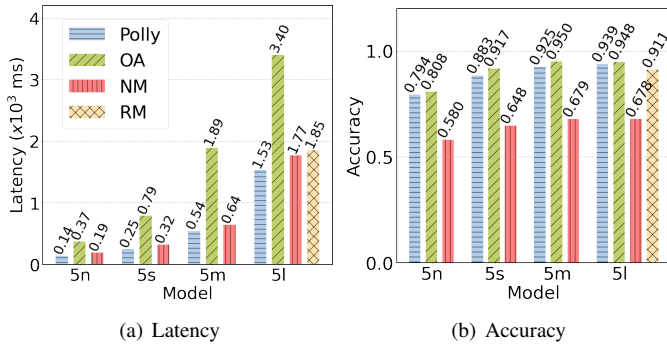 4
3
2
1
0
Latency (x10³ ms)
Polly
OA
NM
RM
0.14
0.37
0.19
0.25
0.79
0.32
0.54
1.89
0.64
1.53
3.40
1.77
1.85
5n 5s 5m 5l
Model
(a) Latency
1.0
0.5
0.0
Accuracy
0.794
0.808
0.580
0.883
0.917
0.648
0.925
0.950
0.679
0.939
0.948
0.678
0.911
5n 5s 5m 5l
Model
(b) Accuracy